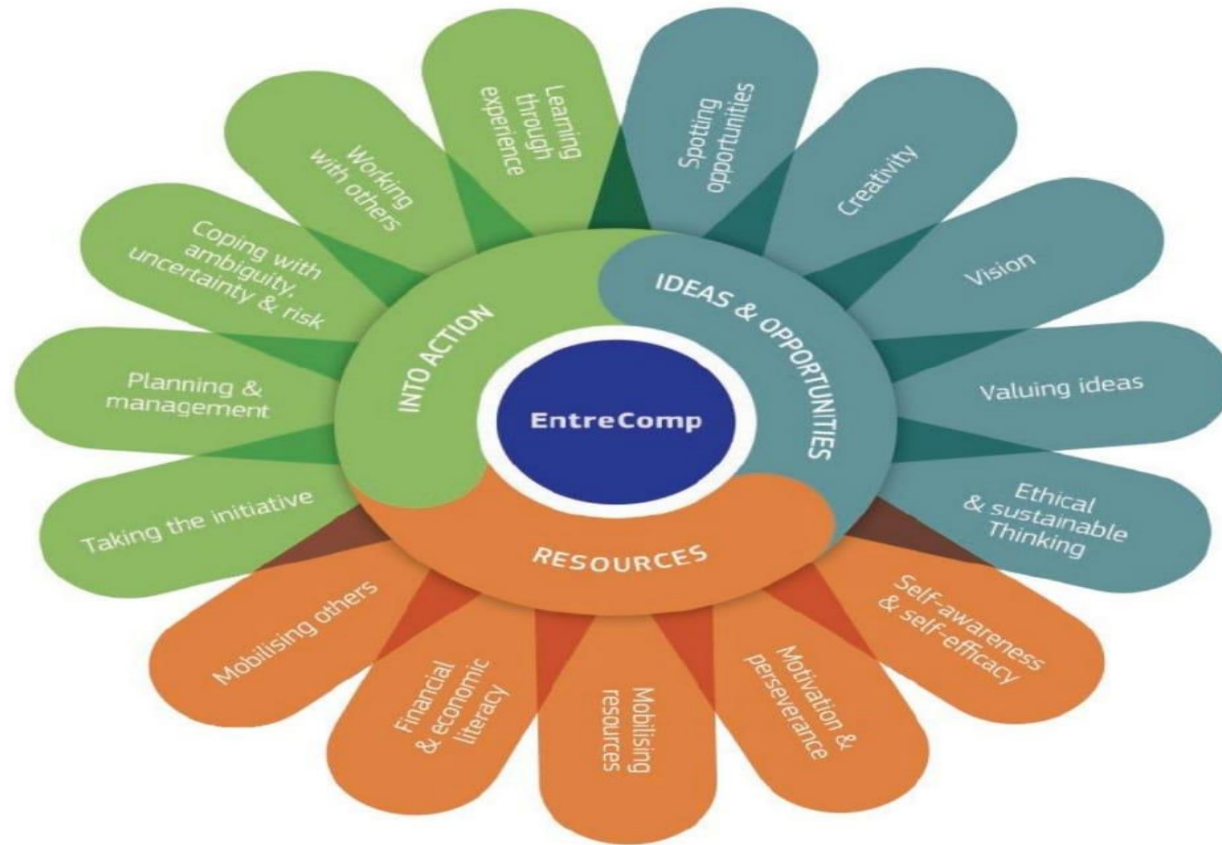 EntreComp
IDEAS & OPPORTUNITIES
Spotting
opportunities
Creativity
Vision
Valuing ideas
Ethical
& sustainable
Thinking
RESOURCES
Self-awareness
& self-efficacy
Motivation &
perseverance
Mobilising
resources
Financial
& economic
literacy
Mobilising others
INTO ACTION
Taking the initiative
Planning &
management
Coping with
ambiguity,
uncertainty & risk
Working
with others
Learning
through
experience